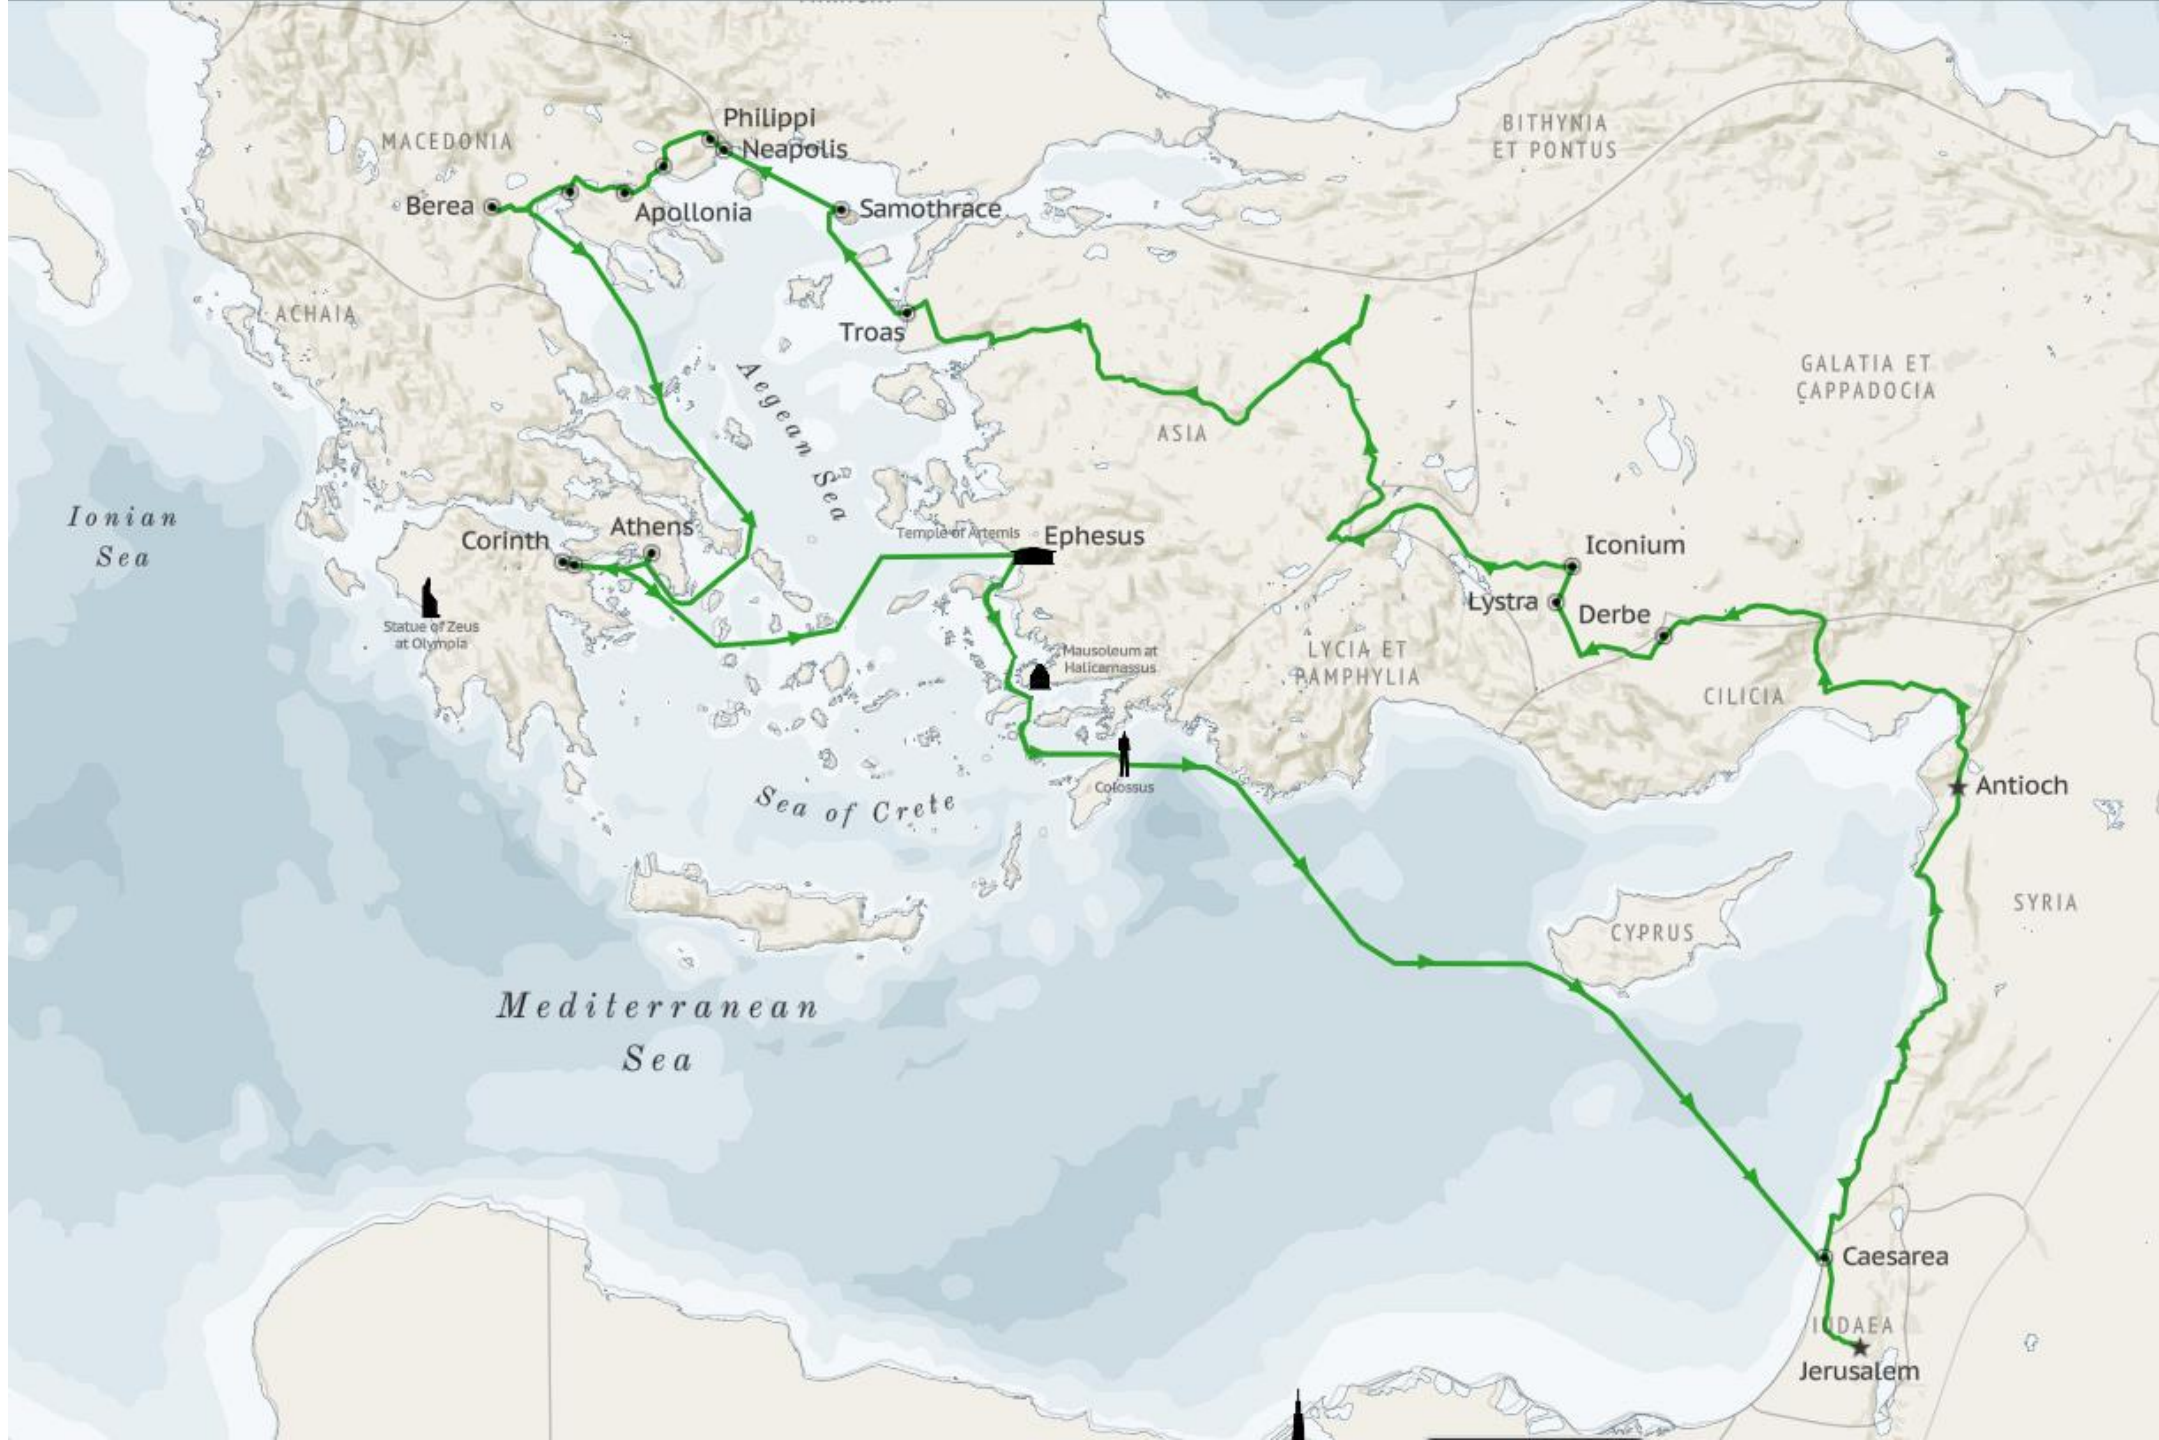 Philippi
Neapolis
MACEDONIA
BITHYNIA
ET PONTUS
Berea
Apollonia
Samothrace
ACHAIA
Troas
Aegean Sea
GALATIA ET
CAPPADOCIA
ASIA
Ionian
Sea
Corinth
Athens
Temple of Artemis
Ephesus
Iconium
Lystra
Derbe
Statue of Zeus
at Olympia
Mausoleum at
Halicarnassus
LYCIA ET
PAMPHYLIA
CILICIA
Colossus
Antioch
Sea of Crete
SYRIA
CYPRUS
Mediterranean
Sea
Caesarea
IUDAEA
Jerusalem